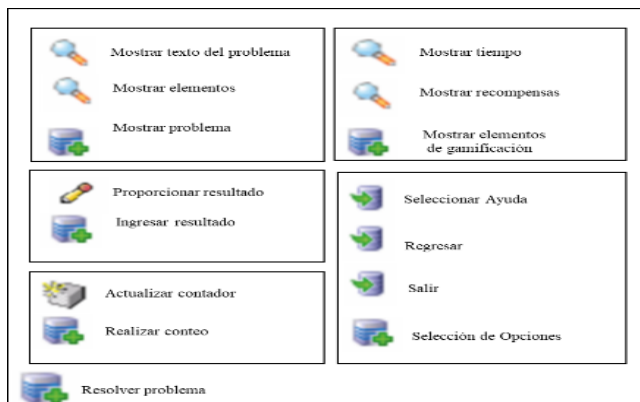 Mostrar texto del problema
Mostrar elementos
Mostrar problema
Mostrar tiempo
Mostrar recompensas
Mostrar elementos
de gamificación
Proporcionar resultado
Ingresar resultado
Actualizar contador
Realizar conteo
Seleccionar Ayuda
Regresar
Salir
Selección de Opciones
Resolver problema